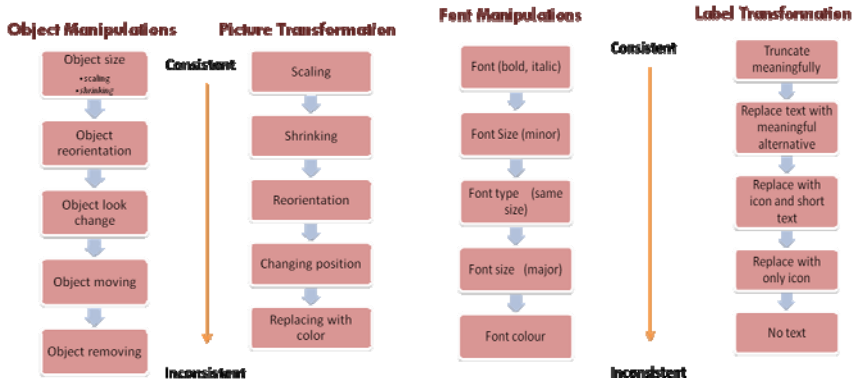 Object Manipulations
Object size
•scaling
•shrinking
Object
reorientation
Object look
change
Object moving
Object removing
Consistent
Inconsistent
Picture Transformation
Scaling
Shrinking
Reorientation
Changing position
Replacing with
color
Font Manipulations
Font (bold, italic)
Font Size (minor)
Font type (same
size)
Font size (major)
Font colour
Consistent
Inconsistent
Label Transformation
Truncate
meaningfully
Replace text with
meaningful
alternative
Replace with
icon and short
text
Replace with
only icon
No text